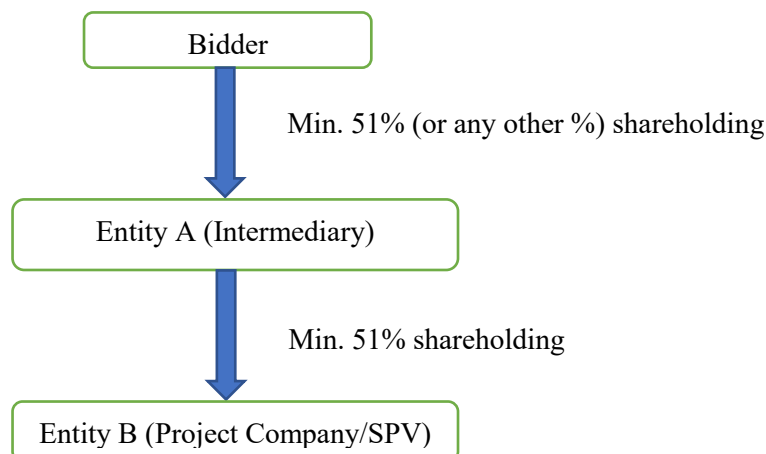 Bidder
Min. 51% (or any other %) shareholding
Entity A (Intermediary)
Min. 51% shareholding
Entity B (Project Company/SPV)